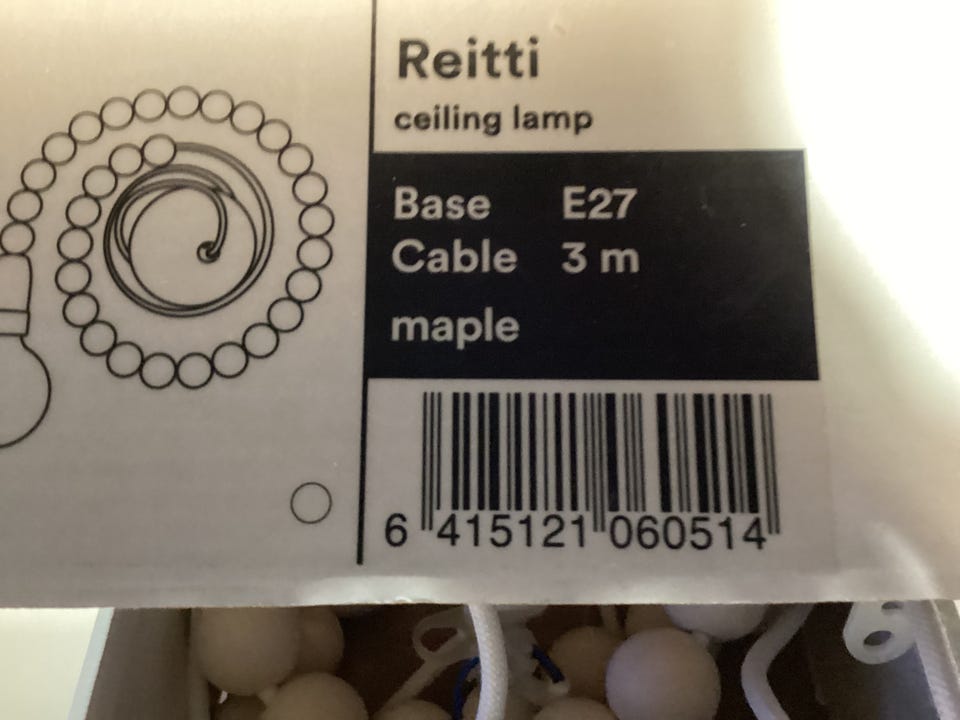 Reitti
ceiling lamp
Base E27
Cable 3 m
maple
6 415121 060514